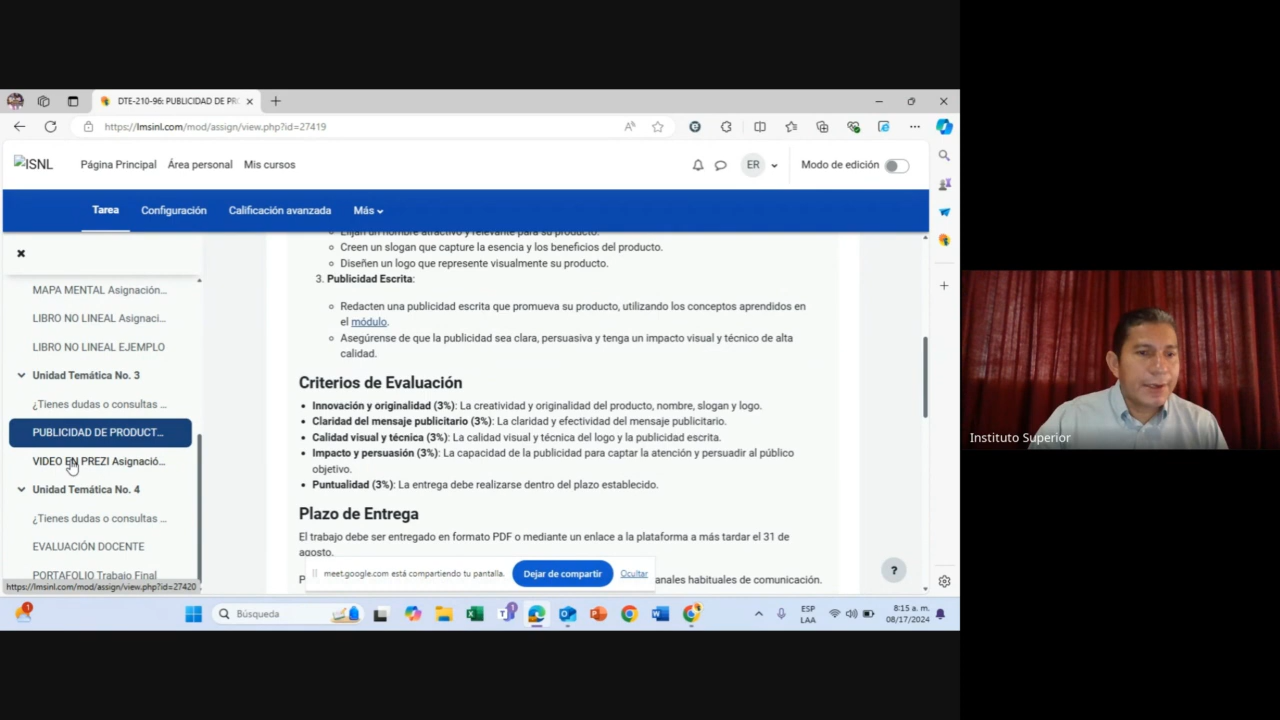 DTE-210-96: PUBLICIDAD DE PR
https://lmsinl.com/mod/assign/view.php?id=27419
ISNL
Página Principal
Área personal
Mis cursos
ER
Modo de edición
Tarea
Configuración
Calificación avanzada
Más
MAPA MENTAL Asignación...
LIBRO NO LINEAL Asignaci...
LIBRO NO LINEAL EJEMPLO
Unidad Temática No. 3
¿Tienes dudas o consultas ...
PUBLICIDAD DE PRODUCT...
VIDEO EN PREZI Asignació...
Unidad Temática No. 4
¿Tienes dudas o consultas ...
EVALUACIÓN DOCENTE
PORTAFOLIO Trabajo Final
https://lmsinl.com/mod/assign/view.php?id=27420
Elijan un nombre atractivo y relevante para su producto.
Creen un slogan que capture la esencia y los beneficios del producto.
Diseñen un logo que represente visualmente su producto.
3. Publicidad Escrita:
Redacten una publicidad escrita que promueva su producto, utilizando los conceptos aprendidos en
el módulo.
Asegúrense de que la publicidad sea clara, persuasiva y tenga un impacto visual y técnico de alta
calidad.
Criterios de Evaluación
Innovación y originalidad (3%): La creatividad y originalidad del producto, nombre, slogan y logo.
Claridad del mensaje publicitario (3%): La claridad y efectividad del mensaje publicitario.
Calidad visual y técnica (3%): La calidad visual y técnica del logo y la publicidad escrita.
Impacto y persuasión (3%): La capacidad de la publicidad para captar la atención y persuadir al público
objetivo.
Puntualidad (3%): La entrega debe realizarse dentro del plazo establecido.
Plazo de Entrega
El trabajo debe ser entregado en formato PDF o mediante un enlace a la plataforma a más tardar el 31 de
agosto.
P
anales habituales de comunicación.
meet.google.com está compartiendo tu pantalla.
Dejar de compartir
Ocultar
?
Búsqueda
ESP
LAA
8:15 a. m.
08/17/2024
Instituto Superior